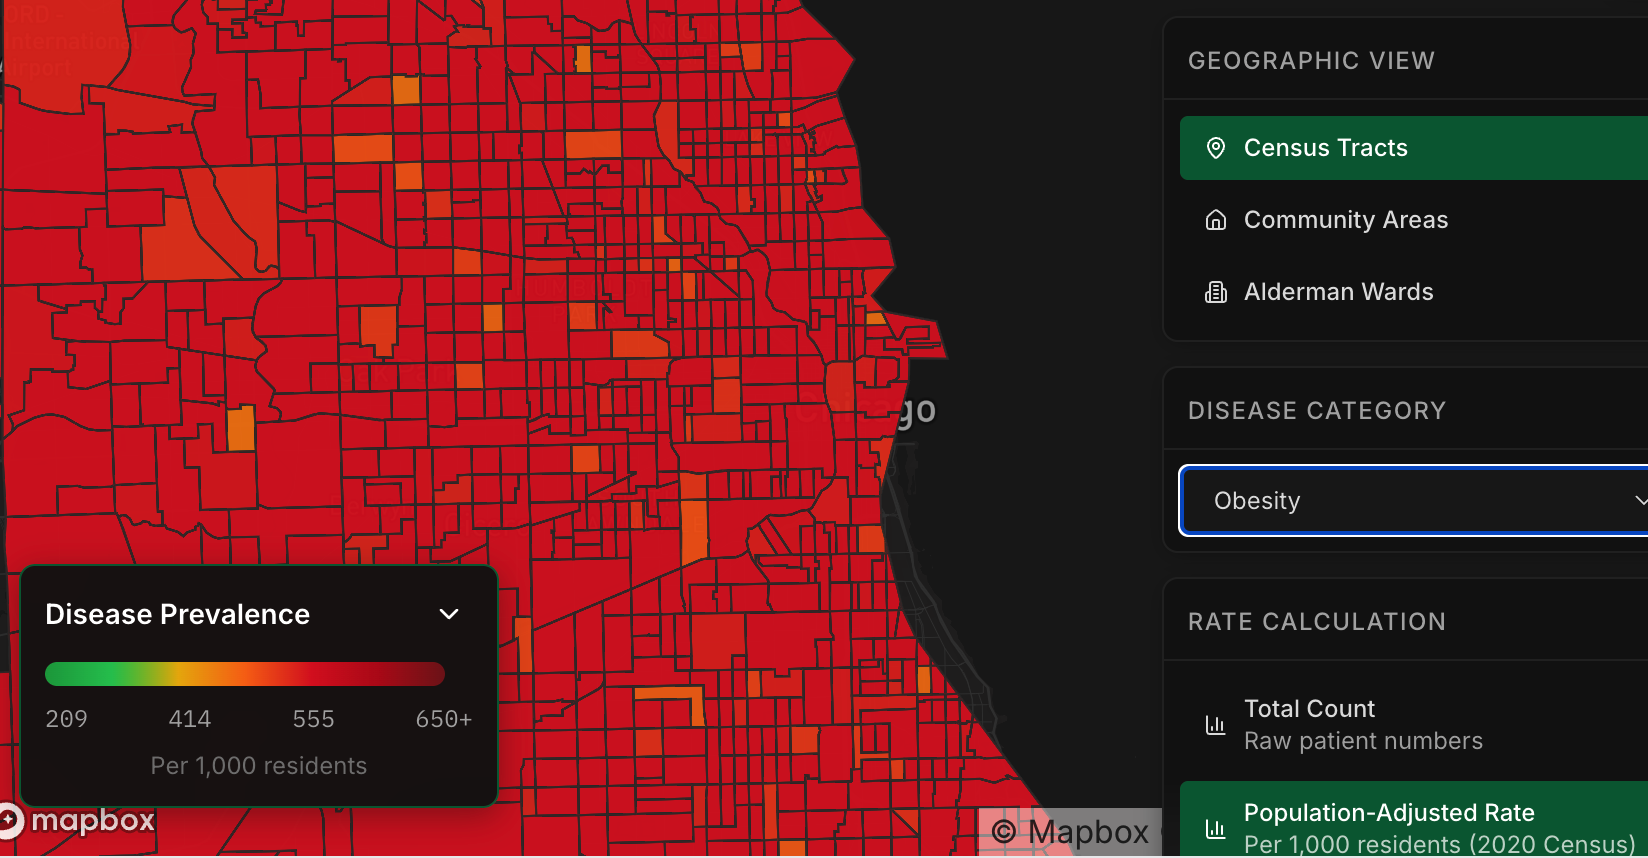 ORD -
International
Airport
Chicago
Disease Prevalence
209 414 555 650+
Per 1,000 residents
mapbox
© Mapbox
GEOGRAPHIC VIEW
Census Tracts
Community Areas
Alderman Wards
DISEASE CATEGORY
Obesity
RATE CALCULATION
Total Count
Raw patient numbers
Population-Adjusted Rate
Per 1,000 residents (2020 Census)